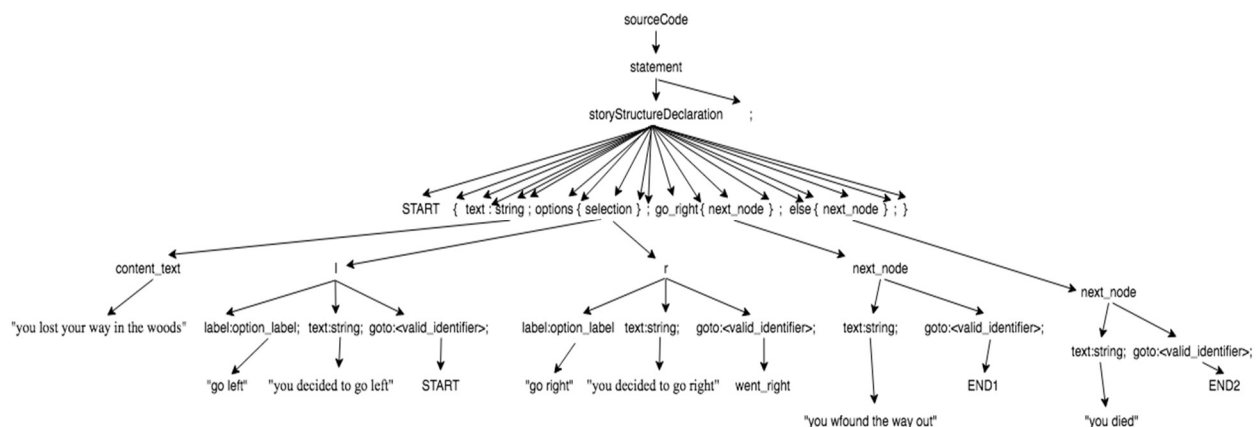 sourceCode
statement
storyStructureDeclaration ;
START { text : string ; options { selection } ; go_right{ next_node } ; else { next_node } ; }
content_text l r next_node
next_node
"you lost your way in the woods" label:option_label; text:string; goto:<valid_identifier>; label:option_label text:string; goto:<valid_identifier>; text:string; goto:<valid_identifier>;
text:string; goto:<valid_identifier>;
"go left" "you decided to go left" START "go right" "you decided to go right" went_right END1 END2
"you wfound the way out" "you died"